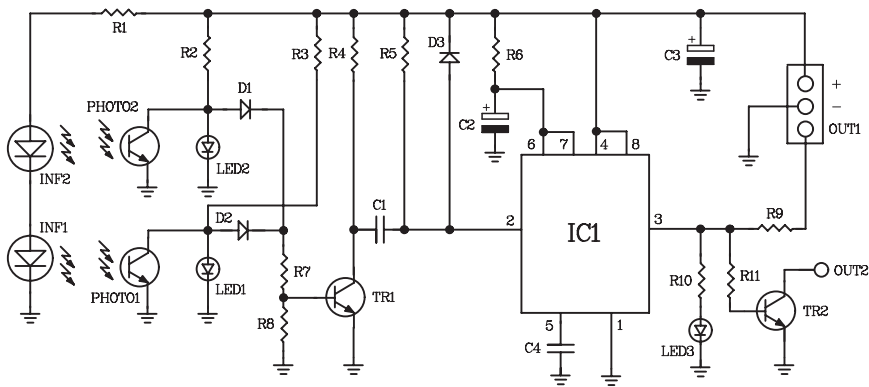 R1
R2
R3
R4
R5
D3
R6
C3
+
+
−
OUT1
PHOTO2
D1
+
C2
LED2
INF2
6
7
4
8
INF1
D2
C1
2
IC1
3
R9
PHOTO1
LED1
R7
TR1
R8
R10
R11
OUT2
TR2
5
1
C4
LED3